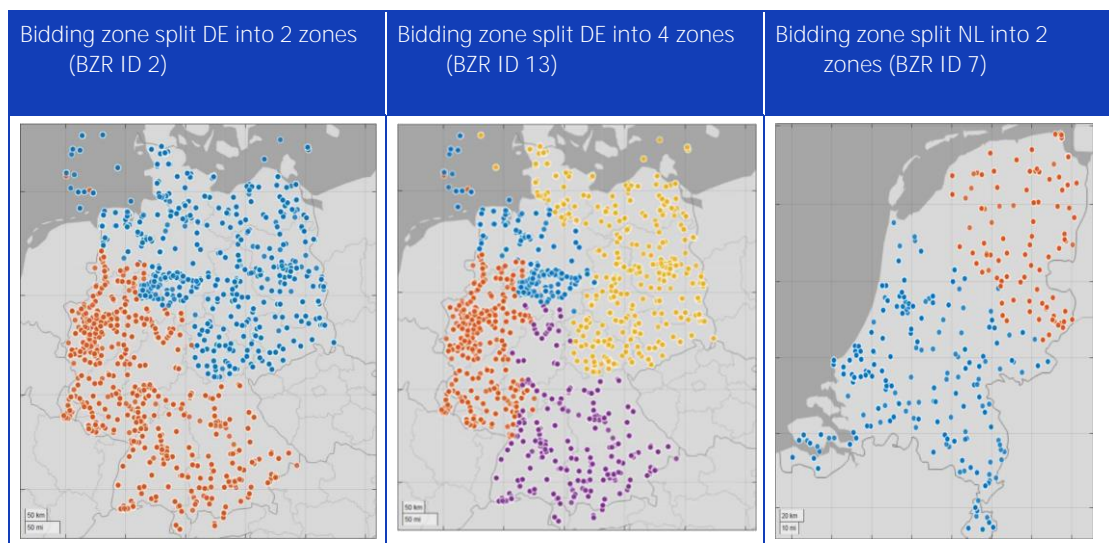 Bidding zone split DE into 2 zones
(BZR ID 2)
Bidding zone split DE into 4 zones
(BZR ID 13)
Bidding zone split NL into 2
zones (BZR ID 7)
50 km
50 mi
50 km
50 mi
20 km
10 mi